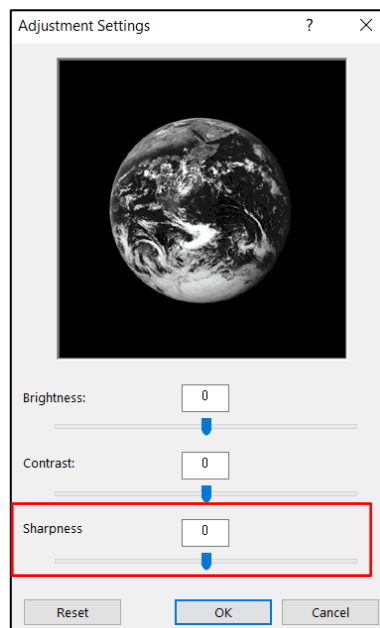 Adjustment Settings ? ×
Brightness: 0
Contrast: 0
Sharpness 0
Reset OK Cancel